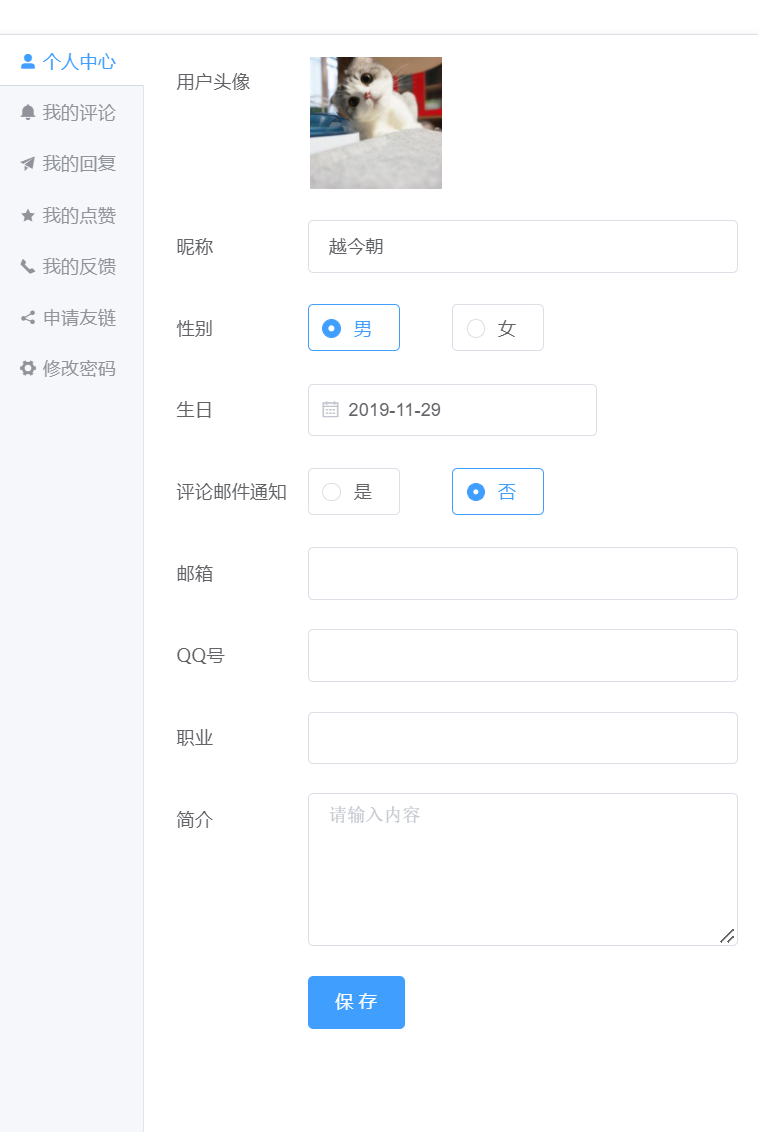 个人中心
我的评论
我的回复
我的点赞
我的反馈
申请友链
修改密码
用户头像
昵称 越今朝
性别 男 女
生日 2019-11-29
评论邮件通知 是 否
邮箱
QQ号
职业
简介 请输入内容
保存